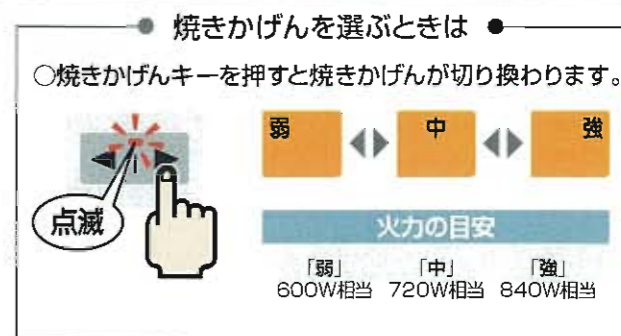 焼きかげんを選ぶときは
○焼きかげんキーを押すと焼きかげんが切り換わります。
弱 中 強
点滅
火力の目安
「弱」 「中」 「強」
600W相当 720W相当 840W相当